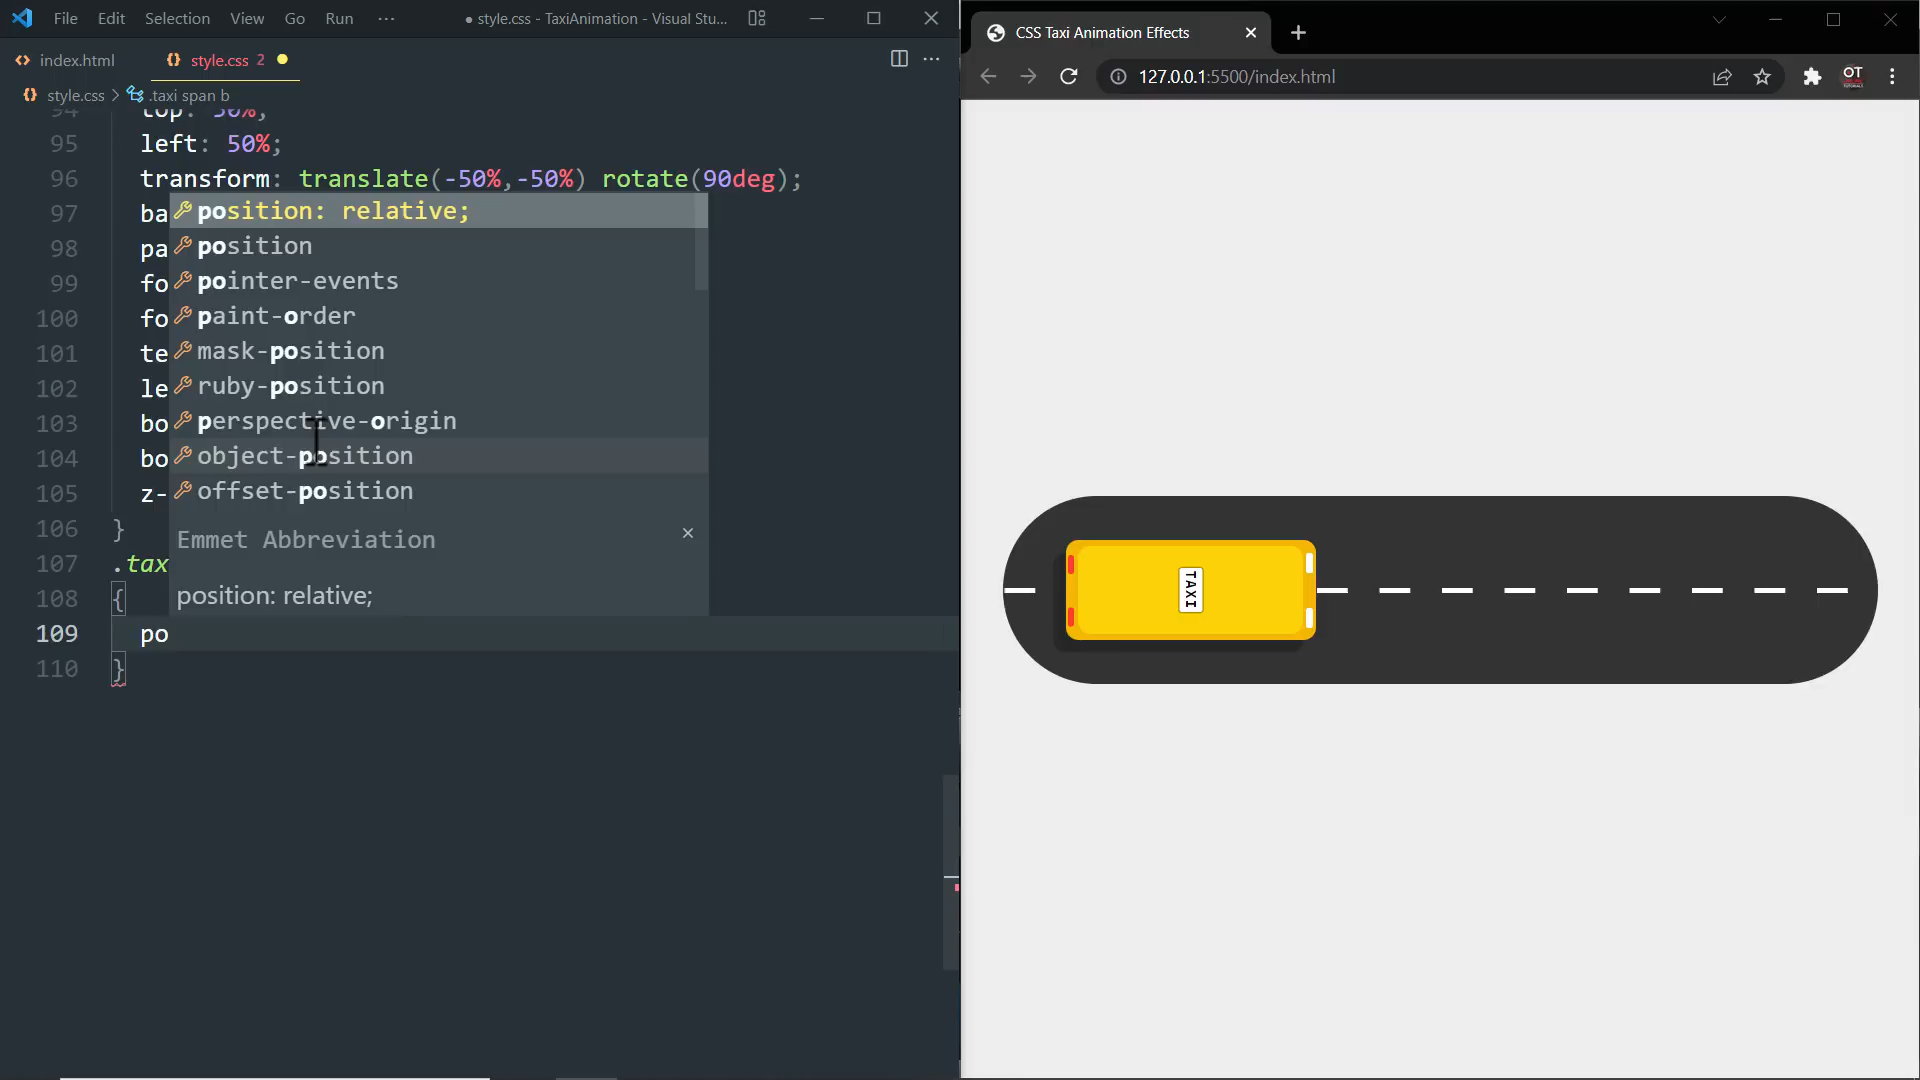 File Edit Selection View Go Run ··· ● style.css - TaxiAnimation - Visual Stu...
index.html style.css 2
style.css > .taxi span b
94 top: 50%;
95 left: 50%;
96 transform: translate(-50%,-50%) rotate(90deg);
97 ba
98 pa
99 fo
100 fo
101 te
102 le
103 bo
104 bo
105 z-
106 }
107 .tax
108 {
109 po
110 }
position: relative;
position
pointer-events
paint-order
mask-position
ruby-position
perspective-origin
object-position
offset-position
Emmet Abbreviation
position: relative;
CSS Taxi Animation Effects
127.0.0.1:5500/index.html
OT
TAXI